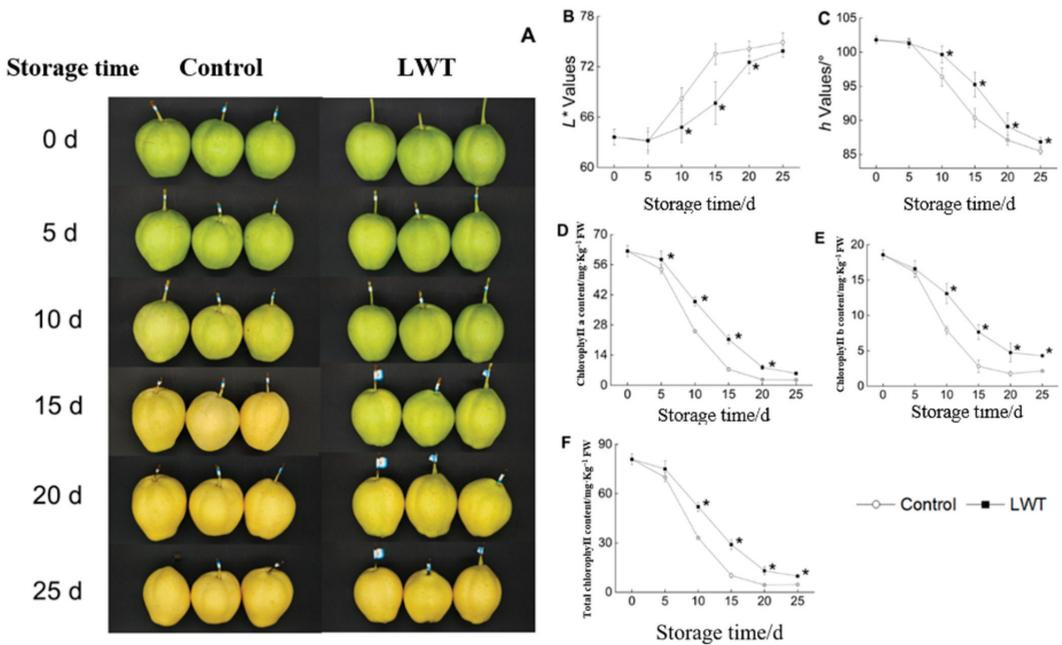 A
Storage time Control LWT
0 d
5 d
10 d
15 d
20 d
25 d
B
L* Values
78
72
66
60
0 5 10 15 20 25
Storage time/d
C
h Values/°
105
100
95
90
85
0 5 10 15 20 25
Storage time/d
D
ChlorophyII a content/mg·Kg⁻¹ FW
70
56
42
28
14
0
0 5 10 15 20 25
Storage time/d
E
ChlorophyII b content/mg·Kg⁻¹ FW
20
15
10
5
0
0 5 10 15 20 25
Storage time/d
F
Total chlorophyII content/mg·Kg⁻¹ FW
90
60
30
0
0 5 10 15 20 25
Storage time/d
Control LWT